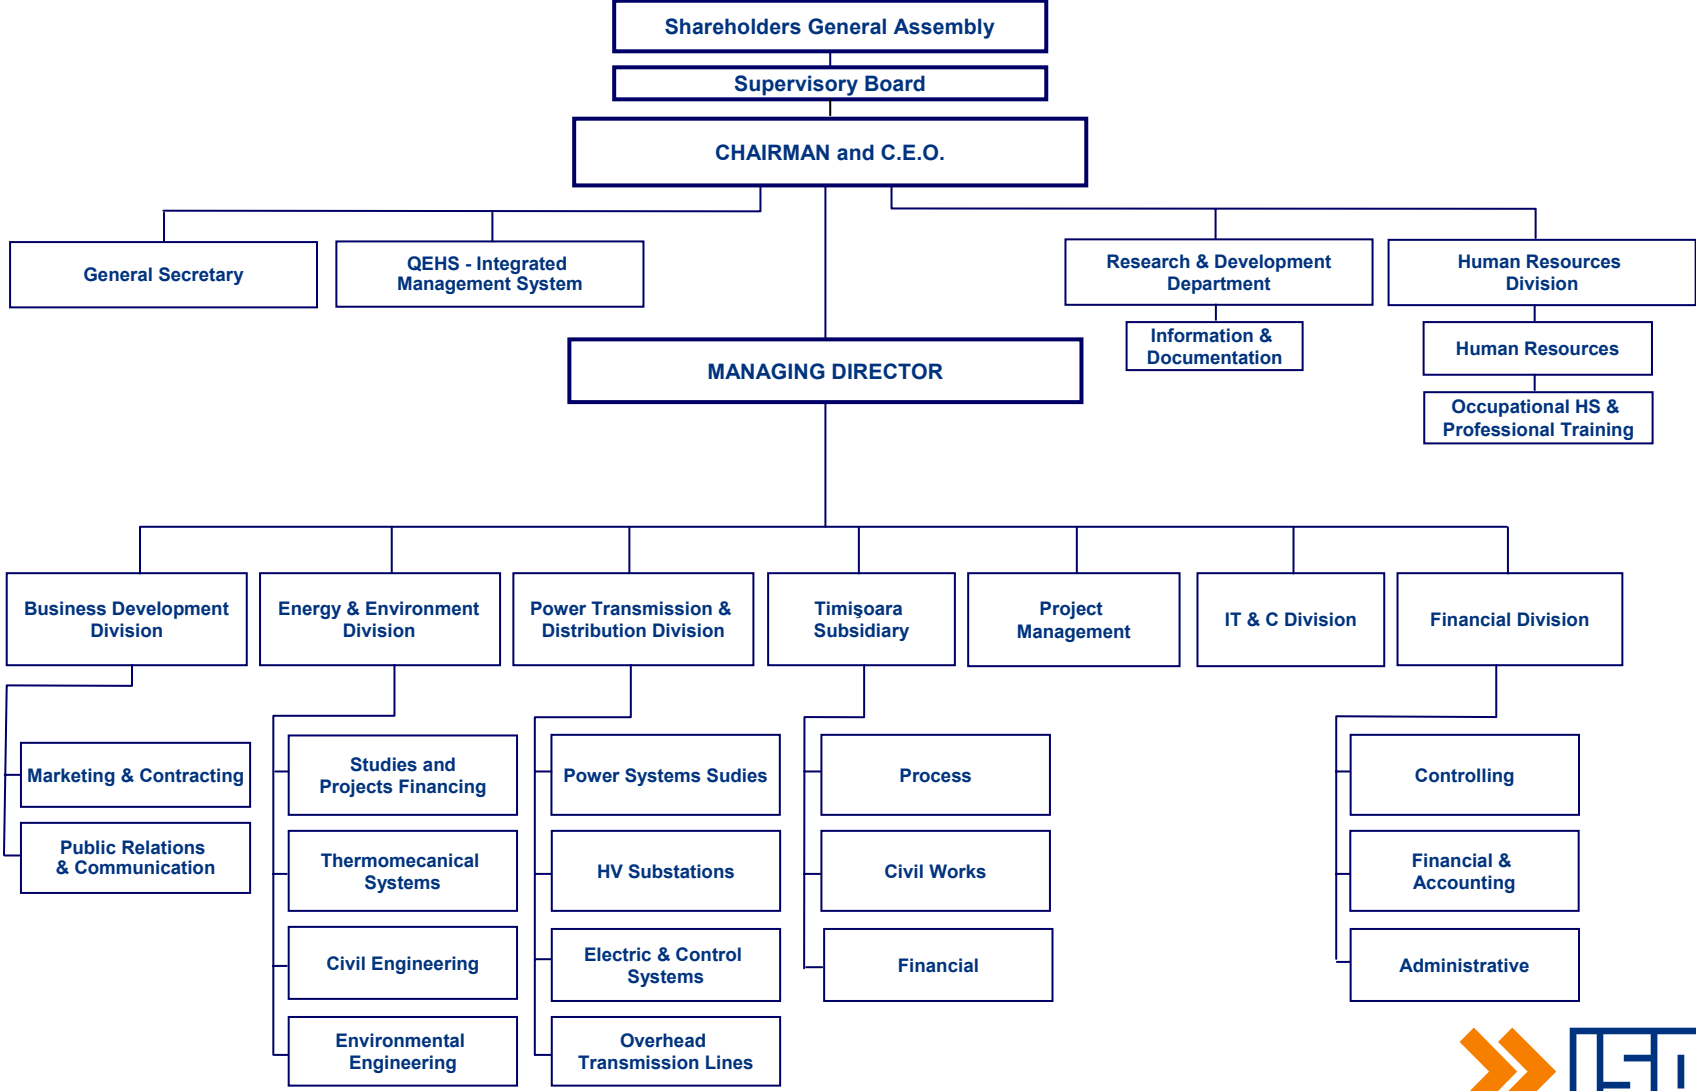 Shareholders General Assembly
Supervisory Board
CHAIRMAN and C.E.O.
General Secretary
QEHS - Integrated
Management System
Research & Development
Department
Human Resources
Division
Information &
Documentation
Human Resources
Occupational HS &
Professional Training
MANAGING DIRECTOR
Business Development
Division
Energy & Environment
Division
Power Transmission &
Distribution Division
Timişoara
Subsidiary
Project
Management
IT & C Division
Financial Division
Marketing & Contracting
Public Relations
& Communication
Studies and
Projects Financing
Thermomecanical
Systems
Civil Engineering
Environmental
Engineering
Power Systems Sudies
HV Substations
Electric & Control
Systems
Overhead
Transmission Lines
Process
Civil Works
Financial
Controlling
Financial &
Accounting
Administrative